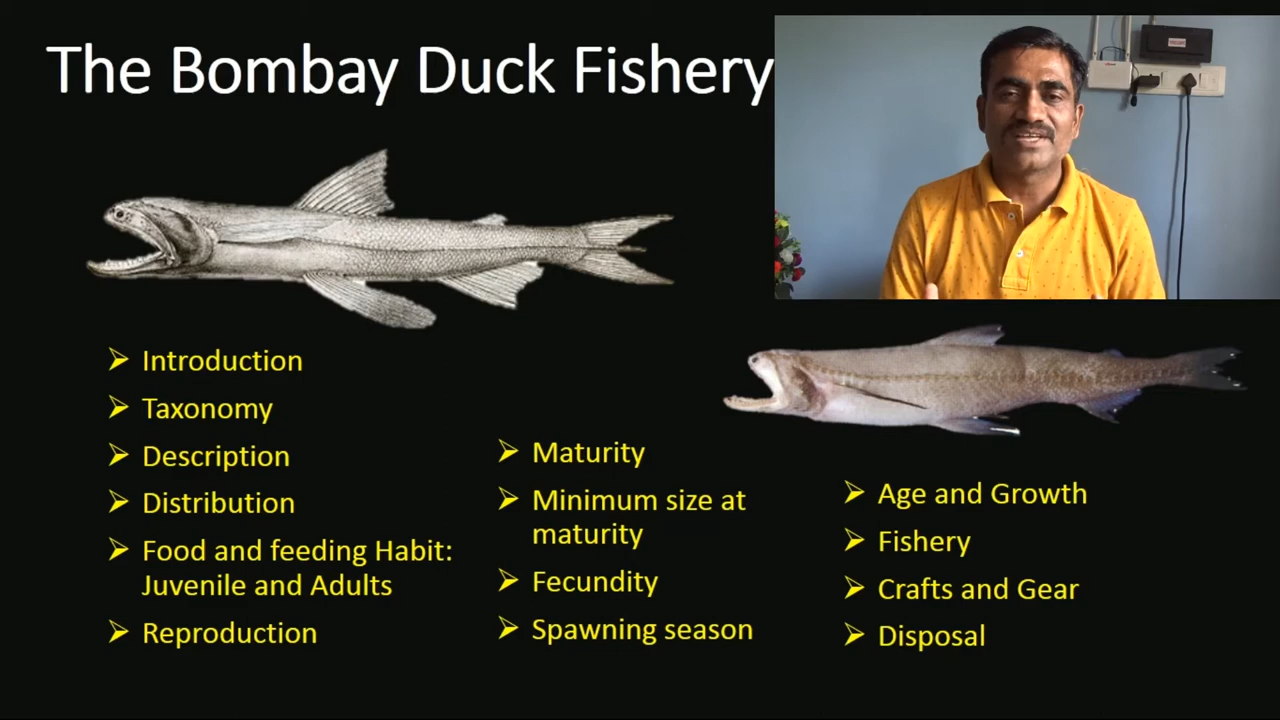 The Bombay Duck Fishery
Introduction
Taxonomy
Description
Distribution
Food and feeding Habit:
Juvenile and Adults
Reproduction
Maturity
Minimum size at
maturity
Fecundity
Spawning season
Age and Growth
Fishery
Crafts and Gear
Disposal